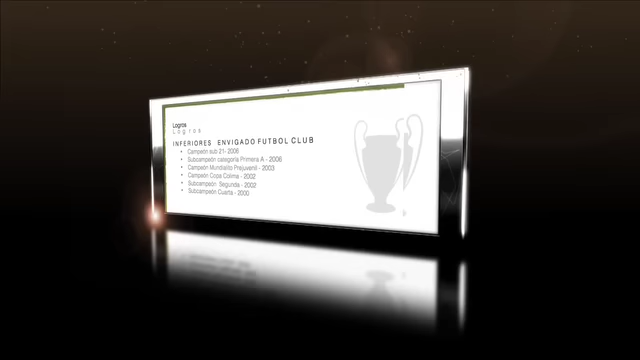 Logros
Logros
INFERIORES ENVIGADO FUTBOL CLUB
• Campeón sub 21- 2006
• Subcampeón categoría Primera A - 2006
• Campeón Mundialito Prejuvenil - 2003
• Campeón Copa Colima - 2002
• Subcampeón Segunda - 2002
• Subcampeón Cuarta - 2000